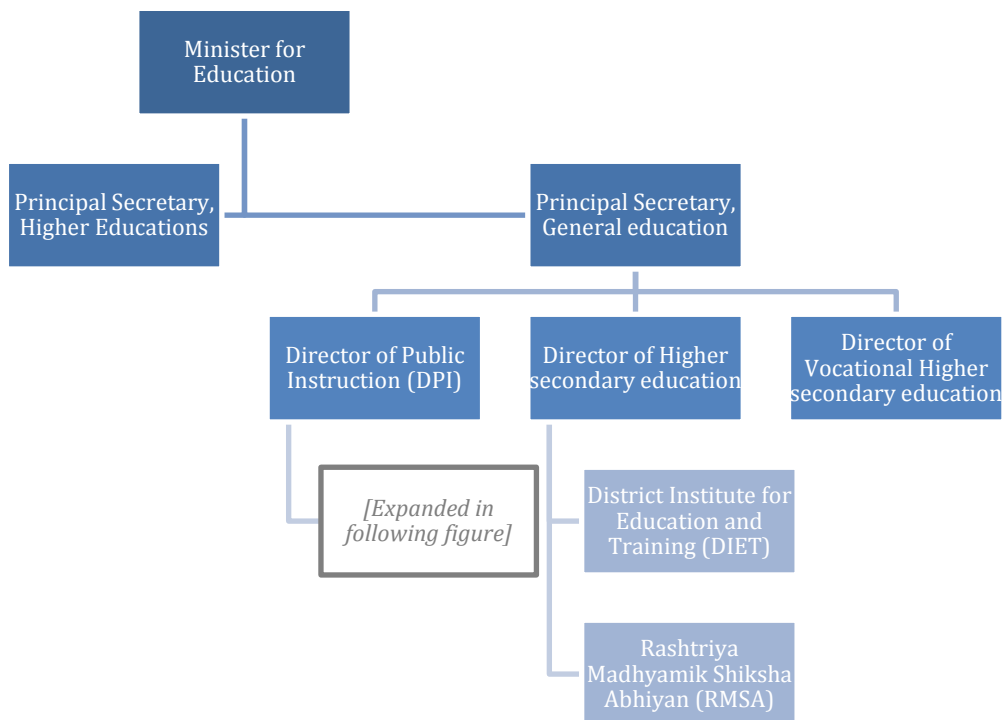 Minister for
Education
Principal Secretary,
Higher Educations
Principal Secretary,
General education
Director of Public
Instruction (DPI)
Director of Higher
secondary education
Director of
Vocational Higher
secondary education
[Expanded in
following figure]
District Institute for
Education and
Training (DIET)
Rashtriya
Madhyamik Shiksha
Abhiyan (RMSA)